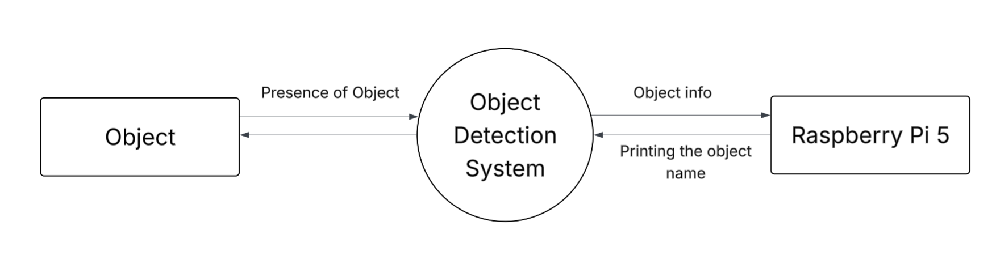 Presence of Object
Object info
Object
Object
Detection
System
Raspberry Pi 5
Printing the object
name